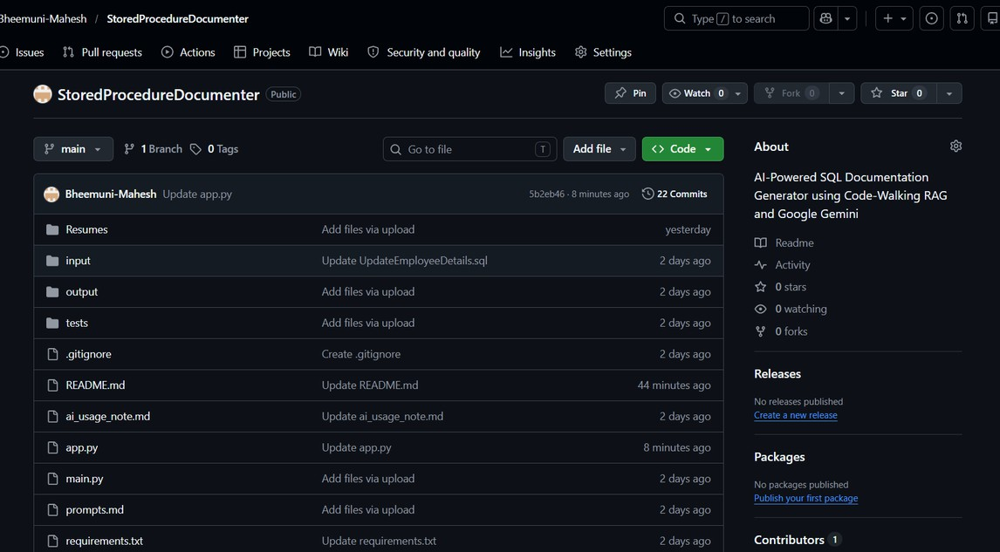 Bheemuni-Mahesh / StoredProcedureDocumenter
Type / to search
Issues Pull requests Actions Projects Wiki Security and quality Insights Settings
StoredProcedureDocumenter Public
Pin Watch 0 Fork 0 Star 0
main 1 Branch 0 Tags Go to file T Add file Code
Bheemuni-Mahesh Update app.py 5b2eb46 · 8 minutes ago 22 Commits
Resumes Add files via upload yesterday
input Update UpdateEmployeeDetails.sql 2 days ago
output Add files via upload 2 days ago
tests Add files via upload 2 days ago
.gitignore Create .gitignore 2 days ago
README.md Update README.md 44 minutes ago
ai_usage_note.md Update ai_usage_note.md 2 days ago
app.py Update app.py 8 minutes ago
main.py Add files via upload 2 days ago
prompts.md Add files via upload 2 days ago
requirements.txt Update requirements.txt 2 days ago
About
AI-Powered SQL Documentation
Generator using Code-Walking RAG
and Google Gemini
Readme
Activity
0 stars
0 watching
0 forks
Releases
No releases published
Create a new release
Packages
No packages published
Publish your first package
Contributors 1